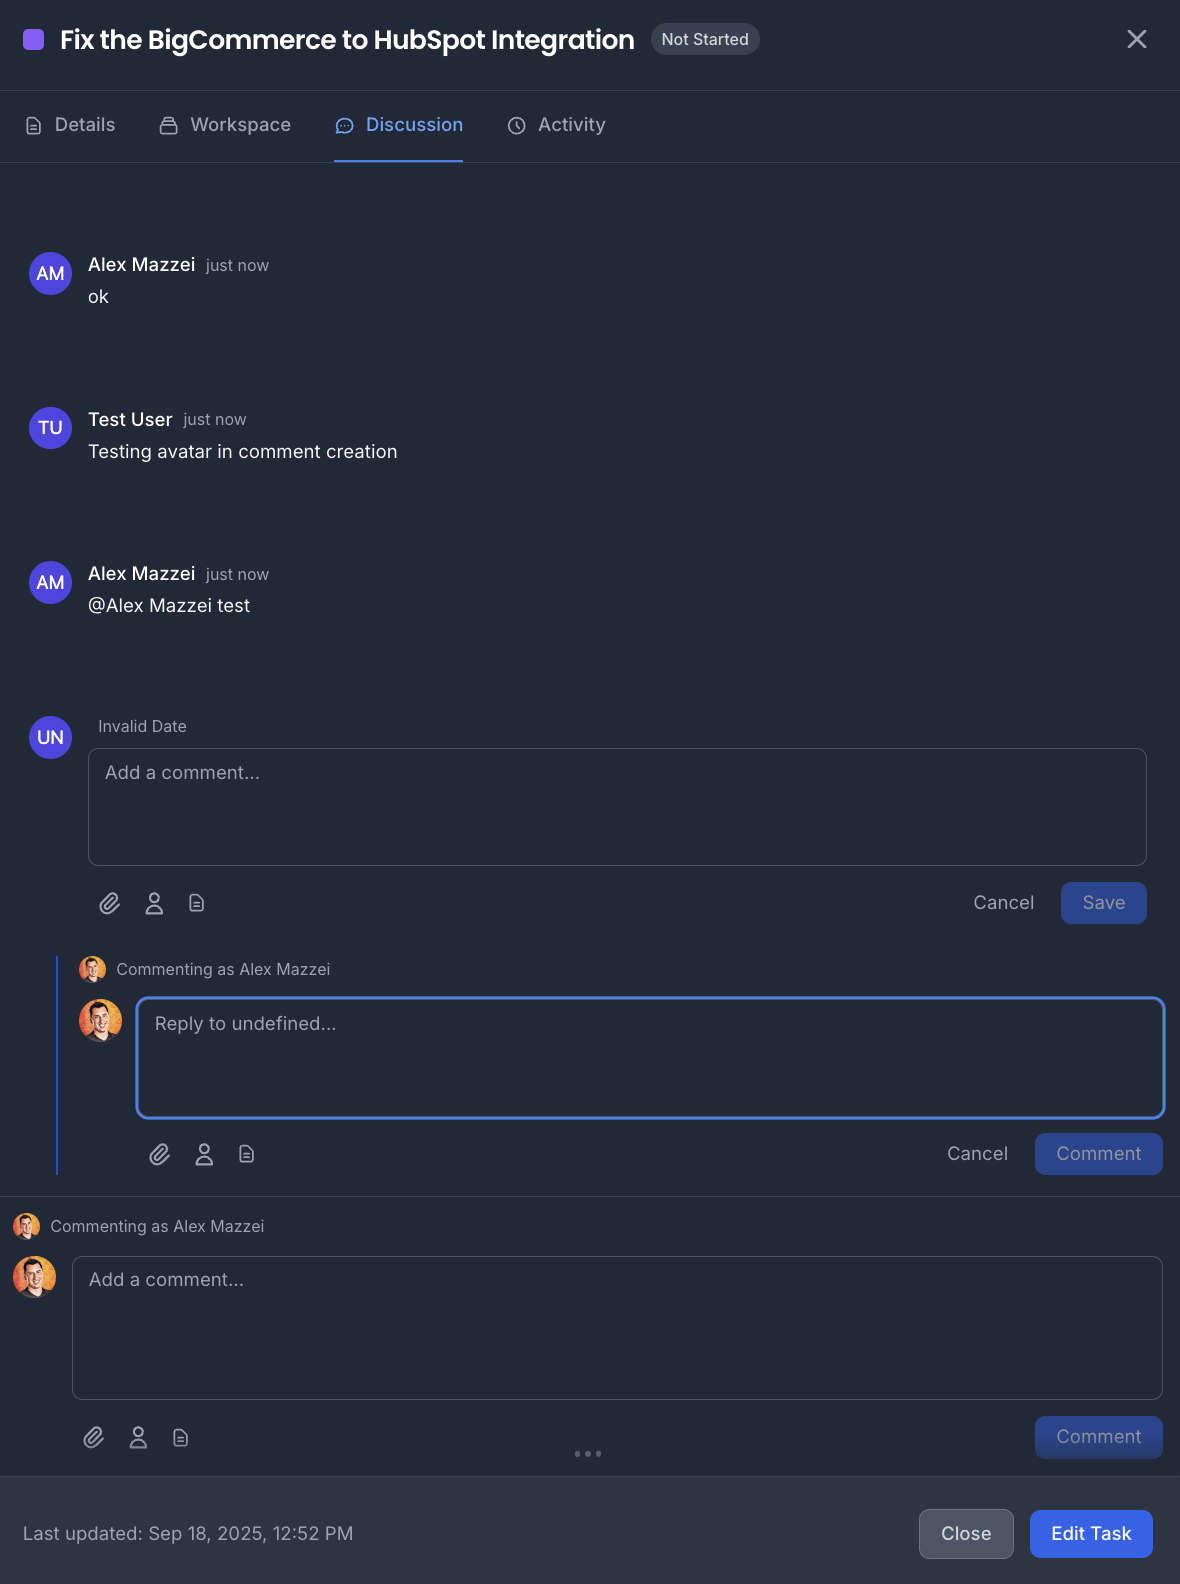 Fix the BigCommerce to HubSpot Integration Not Started
Details Workspace Discussion Activity
AM Alex Mazzei just now
ok
TU Test User just now
Testing avatar in comment creation
AM Alex Mazzei just now
@Alex Mazzei test
UN Invalid Date
Add a comment...
Cancel Save
Commenting as Alex Mazzei
Reply to undefined...
Cancel Comment
Commenting as Alex Mazzei
Add a comment...
Comment
Last updated: Sep 18, 2025, 12:52 PM Close Edit Task